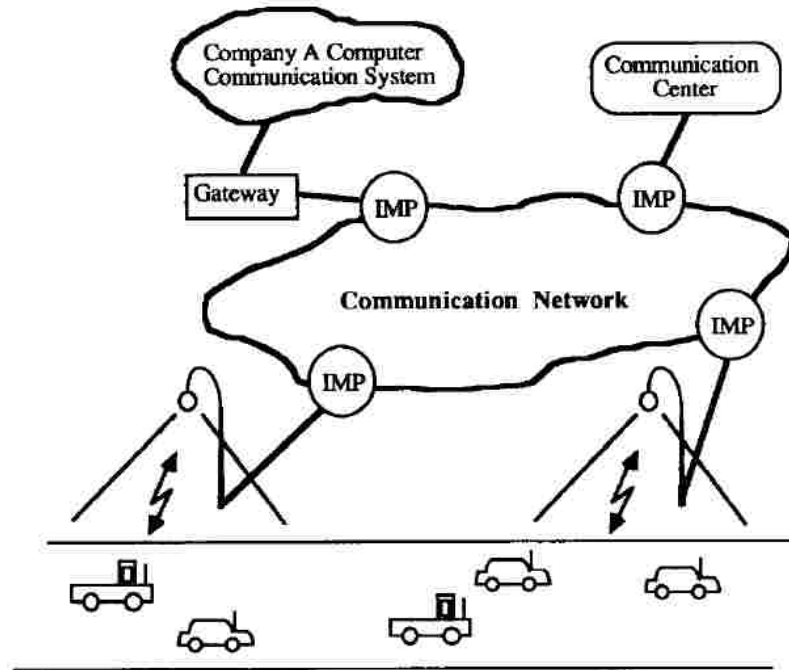 Company A Computer
Communication System
Communication
Center
Gateway
IMP
IMP
Communication Network
IMP
IMP